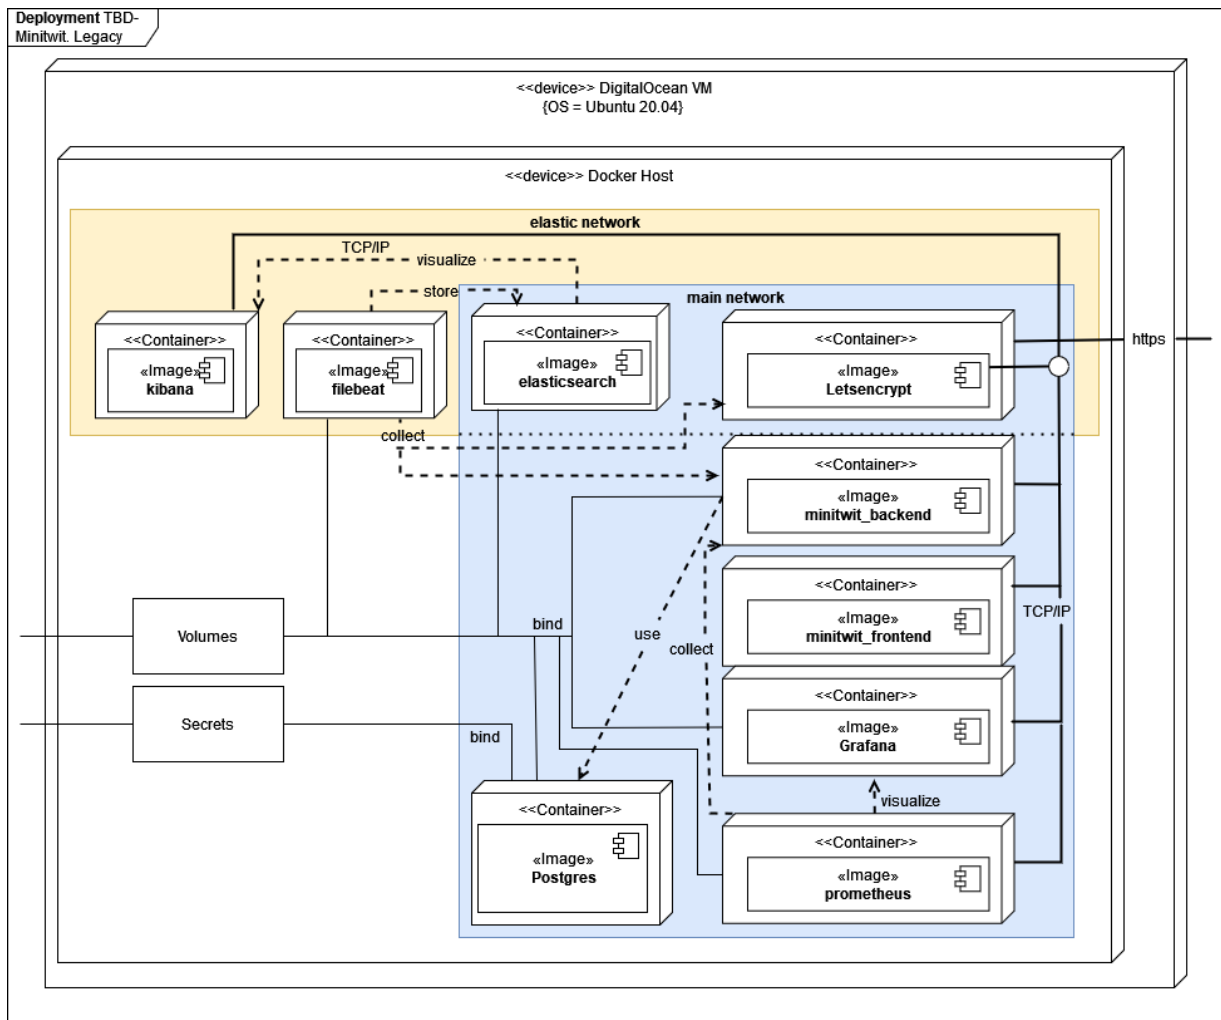 Deployment TBD-
Minitwit. Legacy
<<device>> DigitalOcean VM
{OS = Ubuntu 20.04}
<<device>> Docker Host
elastic network
TCP/IP
visualize
store
main network
<<Container>>
«Image»
kibana
<<Container>>
«Image»
filebeat
<<Container>>
«Image»
elasticsearch
<<Container>>
«Image»
Letsencrypt
https
collect
<<Container>>
«Image»
minitwit_backend
<<Container>>
«Image»
minitwit_frontend
TCP/IP
Volumes
bind
use
collect
Secrets
bind
<<Container>>
«Image»
Grafana
visualize
<<Container>>
«Image»
Postgres
<<Container>>
«Image»
prometheus